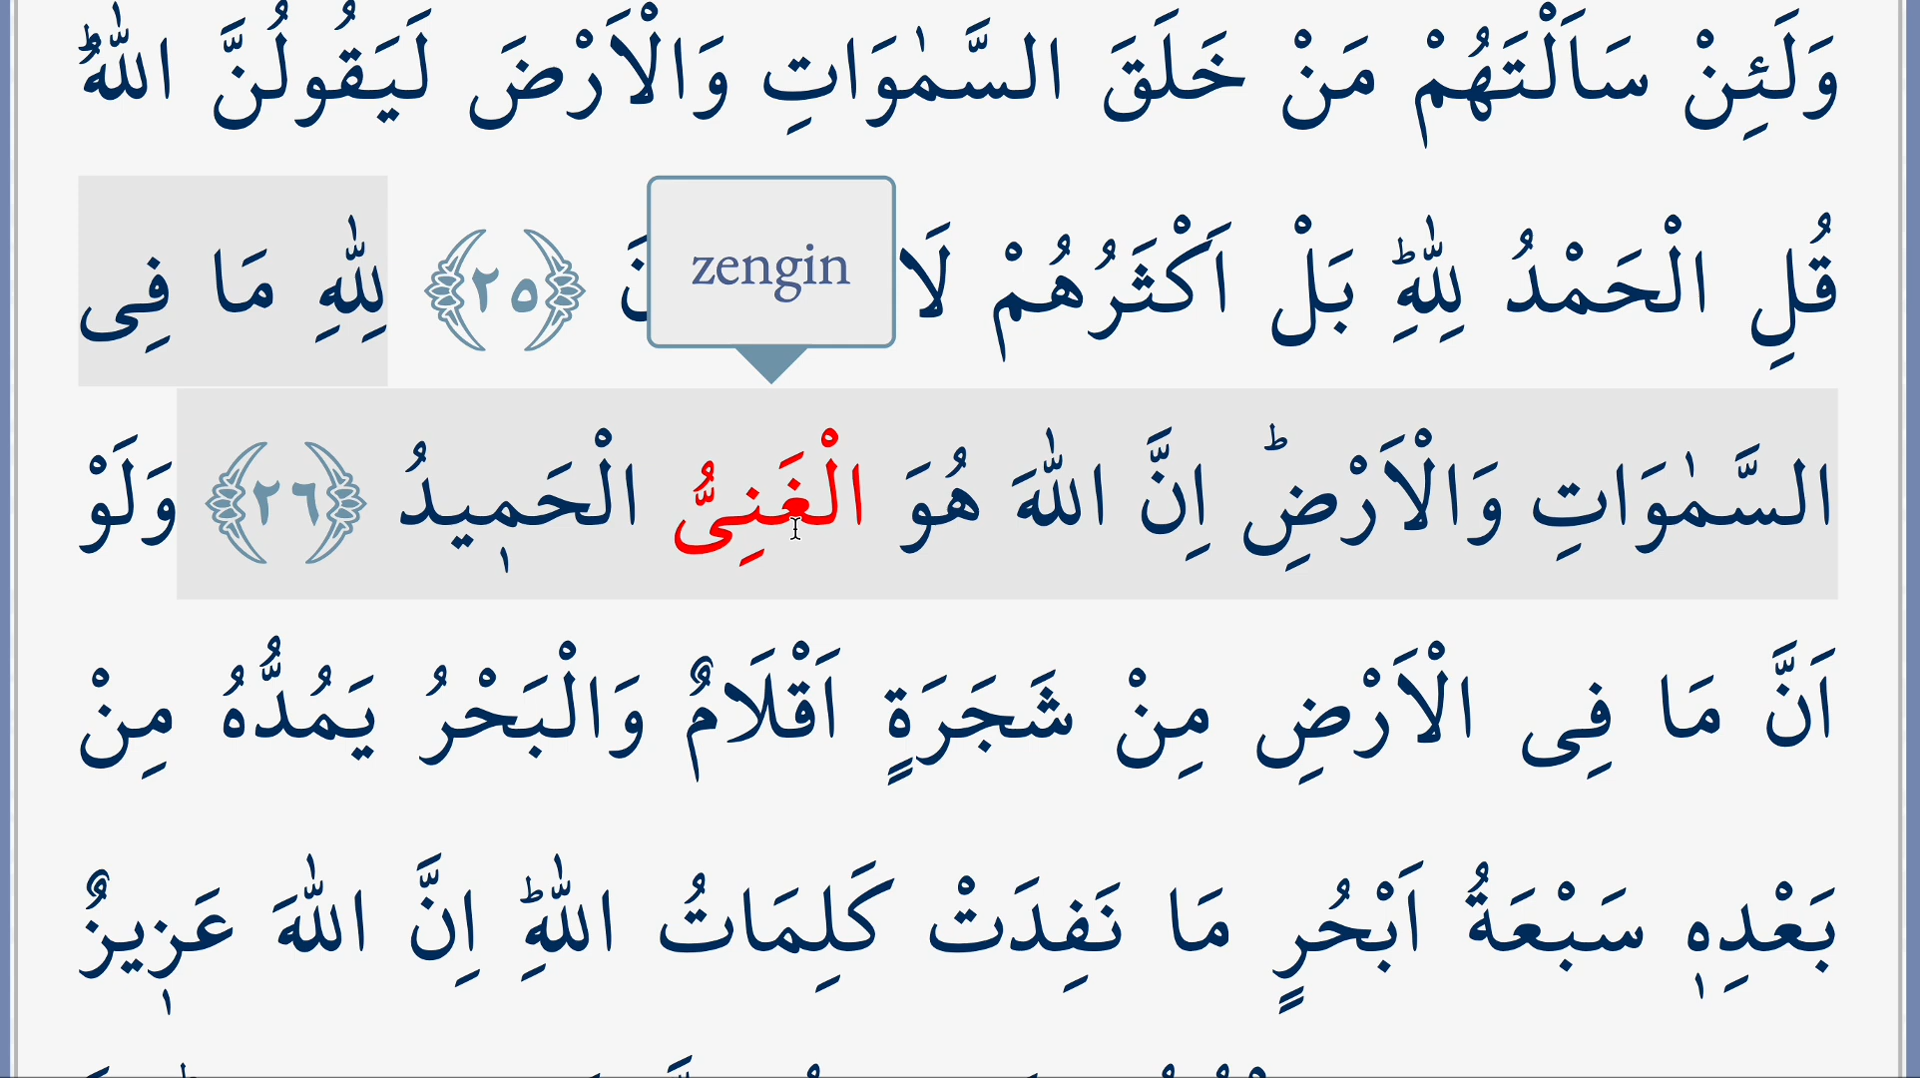 وَلَئِنْ سَاَلْتَهُمْ مَنْ خَلَقَ السَّمٰوَاتِ وَالْاَرْضَ لَيَقُولُنَّ اللّٰهُؕ
قُلِ الْحَمْدُ لِلّٰهِؕ بَلْ اَكْثَرُهُمْ لَا نَ ﴿٢٥﴾ لِلّٰهِ مَا فِى
zengin
السَّمٰوَاتِ وَالْاَرْضِؕ اِنَّ اللّٰهَ هُوَ الْغَنِىُّ الْحَمٖيدُ ﴿٢٦﴾ وَلَوْ
اَنَّ مَا فِى الْاَرْضِ مِنْ شَجَرَةٍ اَقْلَامٌ وَالْبَحْرُ يَمُدُّهُ مِنْ
بَعْدِهٖ سَبْعَةُ اَبْحُرٍ مَا نَفِدَتْ كَلِمَاتُ اللّٰهِؕ اِنَّ اللّٰهَ عَزٖيزٌ